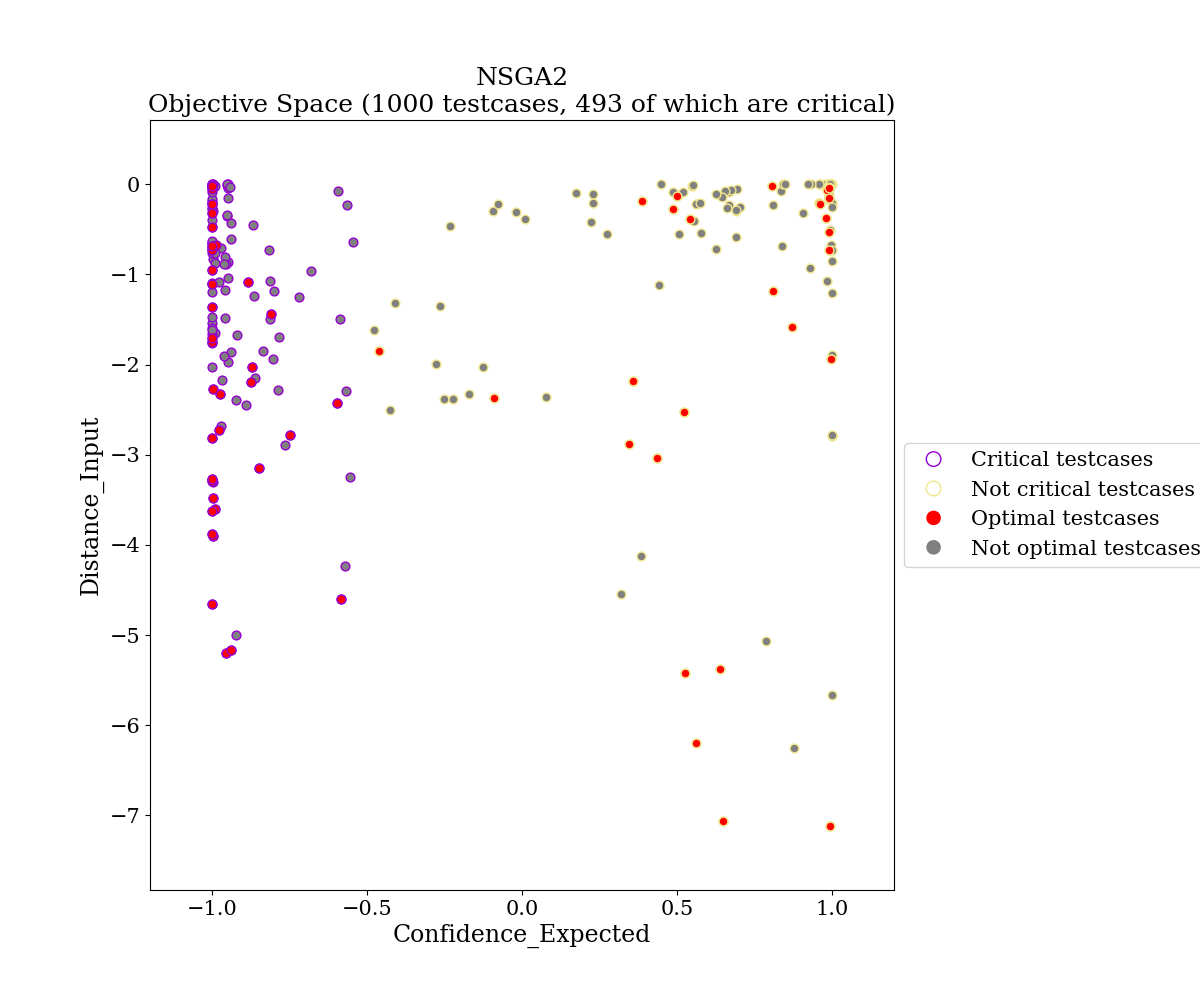 NSGA2
Objective Space (1000 testcases, 493 of which are critical)
0
−1
−2
−3
−4
−5
−6
−7
Distance_Input
−1.0
−0.5
0.0
0.5
1.0
Confidence_Expected
Critical testcases
Not critical testcases
Optimal testcases
Not optimal testcases